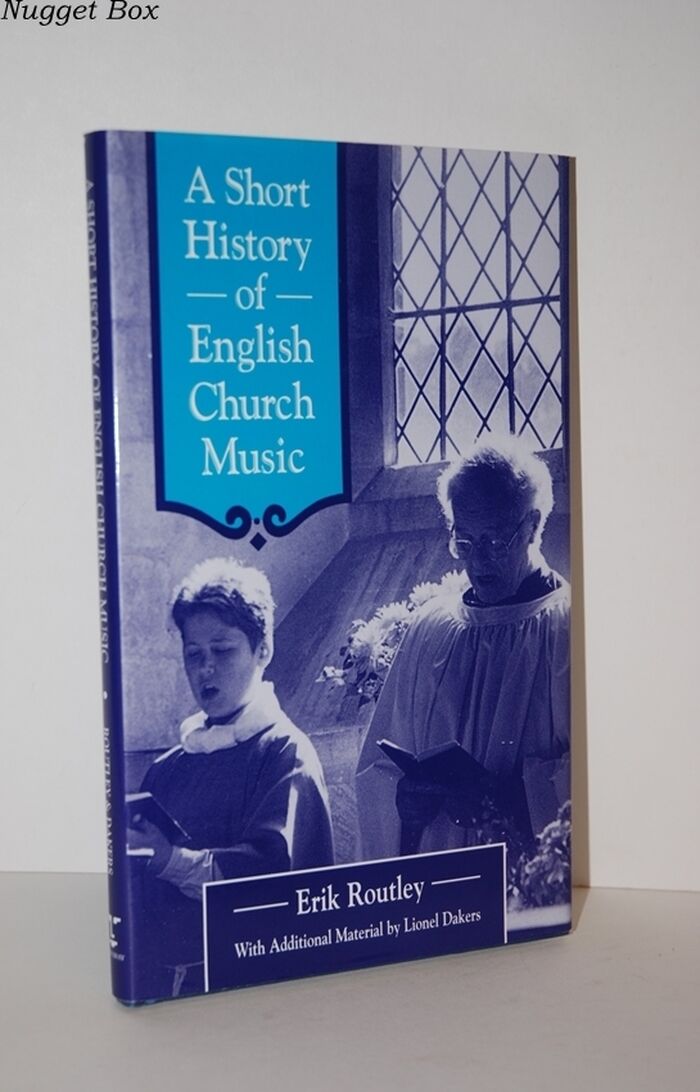 Nugget Box
A SHORT HISTORY OF ENGLISH CHURCH MUSIC • ROUTLEY & DAKERS
A Short
History
— of —
English
Church
Music
— Erik Routley —
With Additional Material by Lionel Dakers